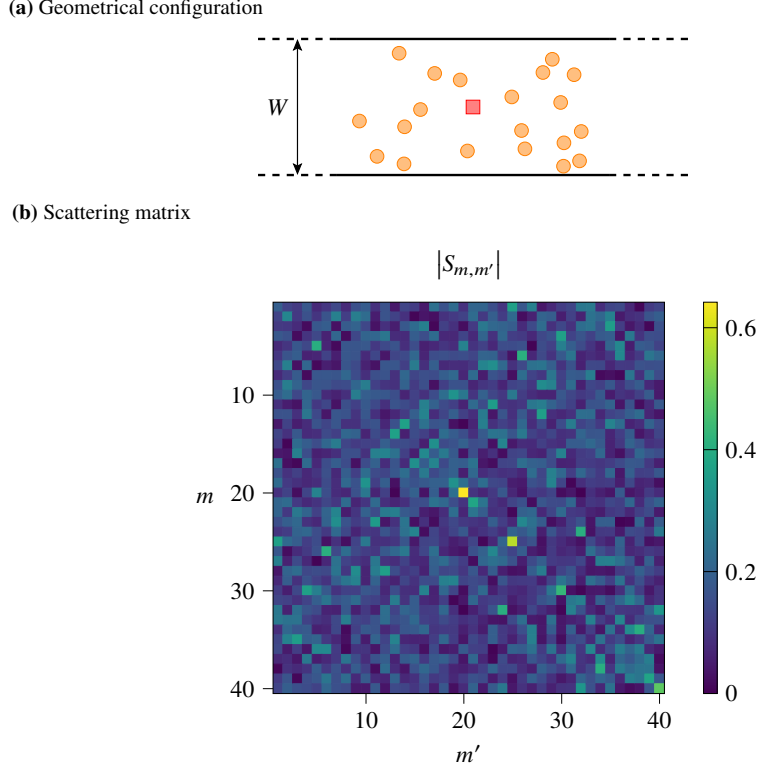 (a) Geometrical configuration
W
(b) Scattering matrix
|Sm,m′|
0.6
10
0.4
m 20
0.2
30
40
0
10 20 30 40
m′